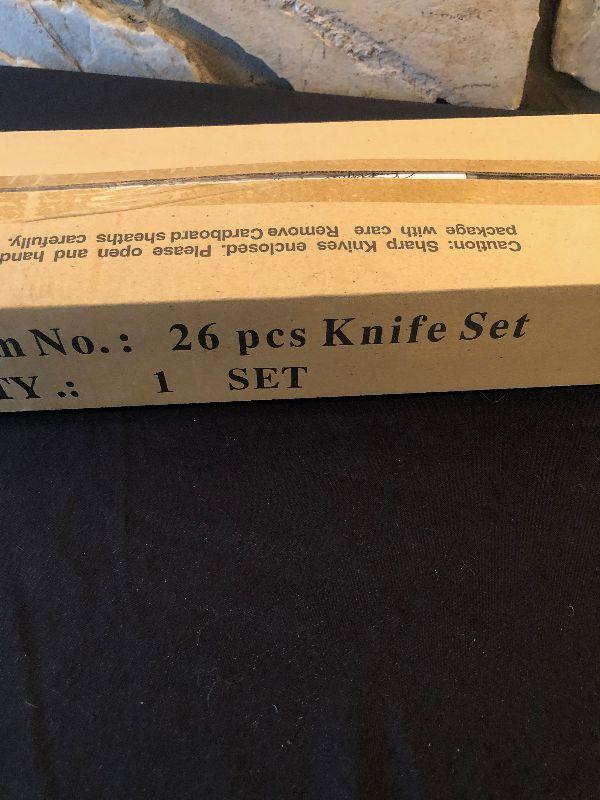 Caution: Sharp Knives enclosed. Please open and hand
package with care Remove Cardboard sheaths carefully.
m No.: 26 pcs Knife Set
TY .: 1 SET